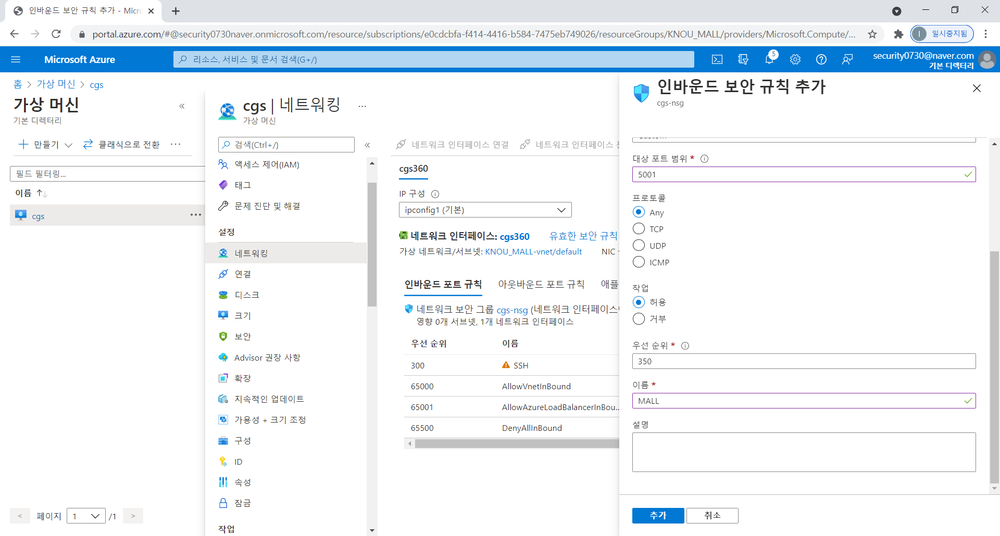 인바운드 보안 규칙 추가 - Micr
portal.azure.com/#@security0730naver.onmicrosoft.com/resource/subscriptions/e0cdcbfa-f414-4416-b584-7475eb749026/resourceGroups/KNOU_MALL/providers/Microsoft.Compute/...
일시중지됨
Microsoft Azure
리소스, 서비스 및 문서 검색(G+/)
5
security0730@naver.com
기본 디렉터리
홈 > 가상 머신 > cgs
가상 머신
기본 디렉터리
만들기
클래식으로 전환
필드 필터링...
이름
cgs
< 페이지 1 /1 >
cgs | 네트워킹
가상 머신
검색(Ctrl+/)
액세스 제어(IAM)
태그
문제 진단 및 해결
설정
네트워킹
연결
디스크
크기
보안
Advisor 권장 사항
확장
지속적인 업데이트
가용성 + 크기 조정
구성
ID
속성
잠금
작업
네트워크 인터페이스 연결 네트워크 인터페이스
cgs360
IP 구성
ipconfig1 (기본)
네트워크 인터페이스: cgs360 유효한 보안 규칙
가상 네트워크/서브넷: KNOU_MALL-vnet/default NIC
인바운드 포트 규칙 아웃바운드 포트 규칙 애플
네트워크 보안 그룹 cgs-nsg (네트워크 인터페이스
영향 0개 서브넷, 1개 네트워크 인터페이스
우선 순위 이름
300 SSH
65000 AllowVnetInBound
65001 AllowAzureLoadBalancerInBou...
65500 DenyAllInBound
인바운드 보안 규칙 추가
cgs-nsg
대상 포트 범위 *
5001
프로토콜
Any
TCP
UDP
ICMP
작업
허용
거부
우선 순위 *
350
이름 *
MALL
설명
추가 취소